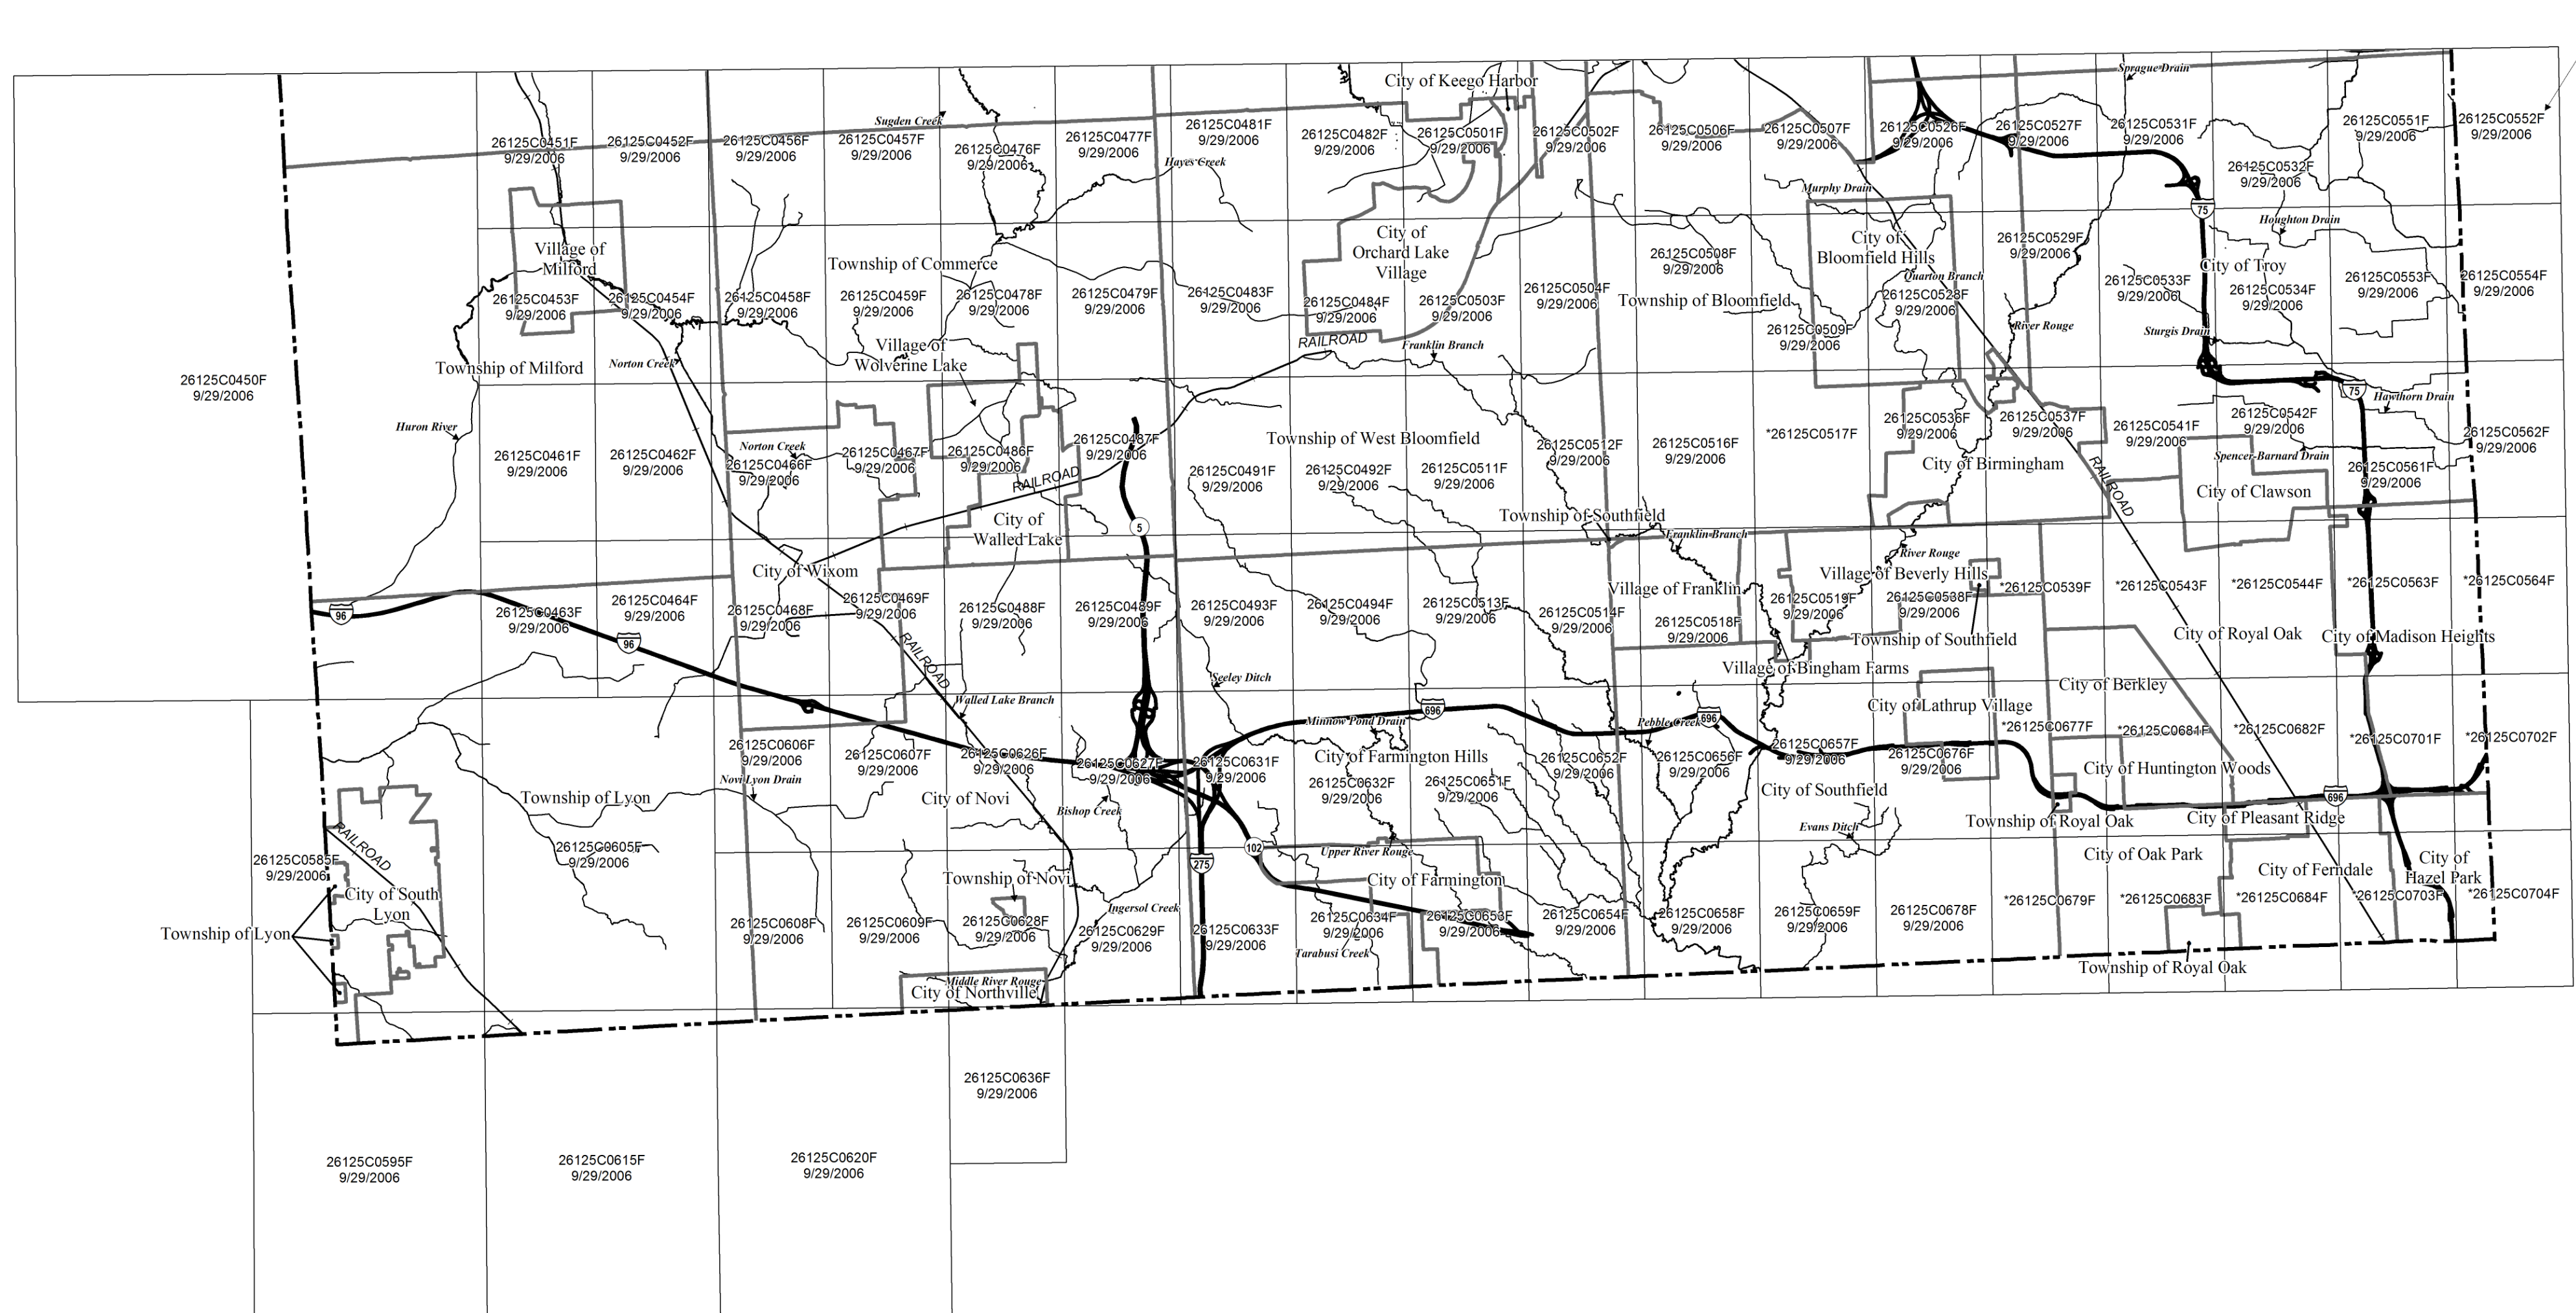 City of Keego Harbor
Sprague Drain
Sugden Creek
26125C0451F
9/29/2006
26125C0452F
9/29/2006
26125C0456F
9/29/2006
26125C0457F
9/29/2006
26125C0476F
9/29/2006
26125C0477F
9/29/2006
26125C0481F
9/29/2006
26125C0482F
9/29/2006
26125C0501F
9/29/2006
26125C0502F
9/29/2006
26125C0506F
9/29/2006
26125C0507F
9/29/2006
26125C0526F
9/29/2006
26125C0527F
9/29/2006
26125C0531F
9/29/2006
26125C0532F
9/29/2006
26125C0551F
9/29/2006
26125C0552F
9/29/2006
Hayes Creek
Murphy Drain
75
Houghton Drain
Village of
Milford
Township of Commerce
City of
Orchard Lake
Village
26125C0508F
9/29/2006
City of
Bloomfield Hills
26125C0529F
9/29/2006
City of Troy
Quarton Branch
26125C0453F
9/29/2006
26125C0454F
9/29/2006
26125C0458F
9/29/2006
26125C0459F
9/29/2006
26125C0478F
9/29/2006
26125C0479F
9/29/2006
26125C0483F
9/29/2006
26125C0484F
9/29/2006
26125C0503F
9/29/2006
26125C0504F
9/29/2006
Township of Bloomfield
26125C0509F
9/29/2006
26125C0528F
9/29/2006
26125C0533F
9/29/2006
26125C0534F
9/29/2006
26125C0553F
9/29/2006
26125C0554F
9/29/2006
River Rouge
Sturgis Drain
RAILROAD
Franklin Branch
Village of
Wolverine Lake
Norton Creek
Township of Milford
26125C0450F
9/29/2006
75
Hawthorn Drain
Huron River
26125C0461F
9/29/2006
26125C0462F
9/29/2006
Norton Creek
26125C0466F
9/29/2006
26125C0467F
9/29/2006
26125C0486F
9/29/2006
26125C0487F
9/29/2006
RAILROAD
Township of West Bloomfield
26125C0491F
9/29/2006
26125C0492F
9/29/2006
26125C0511F
9/29/2006
26125C0512F
9/29/2006
26125C0516F
9/29/2006
*26125C0517F
26125C0536F
9/29/2006
26125C0537F
9/29/2006
26125C0541F
9/29/2006
26125C0542F
9/29/2006
26125C0562F
9/29/2006
Spencer-Barnard Drain
26125C0561F
9/29/2006
City of Birmingham
RAILROAD
City of Clawson
City of
Walled Lake
5
Township of Southfield
Franklin Branch
River Rouge
City of Wixom
Village of Franklin
Village of Beverly Hills
96
26125C0463F
9/29/2006
26125C0464F
9/29/2006
26125C0468F
9/29/2006
26125C0469F
9/29/2006
26125C0488F
9/29/2006
26125C0489F
9/29/2006
26125C0493F
9/29/2006
26125C0494F
9/29/2006
26125C0513F
9/29/2006
26125C0514F
9/29/2006
26125C0518F
9/29/2006
26125C0519F
9/29/2006
26125C0538F
9/29/2006
*26125C0539F
*26125C0543F
*26125C0544F
*26125C0563F
*26125C0564F
96
RAILROAD
Township of Southfield
City of Royal Oak
City of Madison Heights
Village of Bingham Farms
Seeley Ditch
City of Berkley
Walled Lake Branch
City of Lathrup Village
Minnow Pond Drain
696
Pebble Creek
696
26125C0606F
9/29/2006
26125C0607F
9/29/2006
26125C0626F
9/29/2006
26125C0627F
9/29/2006
26125C0631F
9/29/2006
City of Farmington Hills
26125C0632F
9/29/2006
26125C0651F
9/29/2006
26125C0652F
9/29/2006
26125C0656F
9/29/2006
26125C0657F
9/29/2006
26125C0676F
9/29/2006
*26125C0677F
*26125C0681F
*26125C0682F
*26125C0701F
*26125C0702F
Novi-Lyon Drain
City of Huntington Woods
Township of Lyon
City of Novi
Bishop Creek
City of Southfield
696
Township of Royal Oak
City of Pleasant Ridge
Evans Ditch
RAILROAD
26125C0585F
9/29/2006
26125C0605F
9/29/2006
275
102
Upper River Rouge
City of Oak Park
City of Ferndale
City of
Hazel Park
Township of Novi
City of Farmington
City of South
Lyon
Township of Lyon
26125C0608F
9/29/2006
26125C0609F
9/29/2006
26125C0628F
9/29/2006
Ingersol Creek
26125C0629F
9/29/2006
26125C0633F
9/29/2006
26125C0634F
9/29/2006
26125C0653F
9/29/2006
26125C0654F
9/29/2006
26125C0658F
9/29/2006
26125C0659F
9/29/2006
26125C0678F
9/29/2006
*26125C0679F
*26125C0683F
*26125C0684F
*26125C0703F
*26125C0704F
Tarabusi Creek
Township of Royal Oak
Middle River Rouge
City of Northville
26125C0636F
9/29/2006
26125C0595F
9/29/2006
26125C0615F
9/29/2006
26125C0620F
9/29/2006